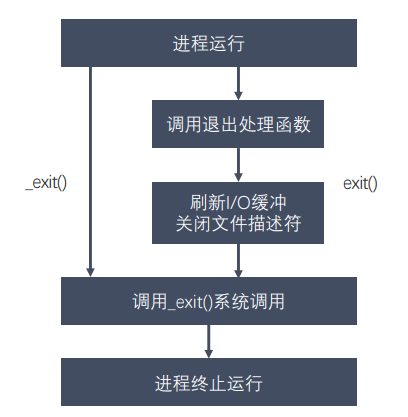 进程运行
调用退出处理函数
_exit()
exit()
刷新I/O缓冲
关闭文件描述符
调用_exit()系统调用
进程终止运行